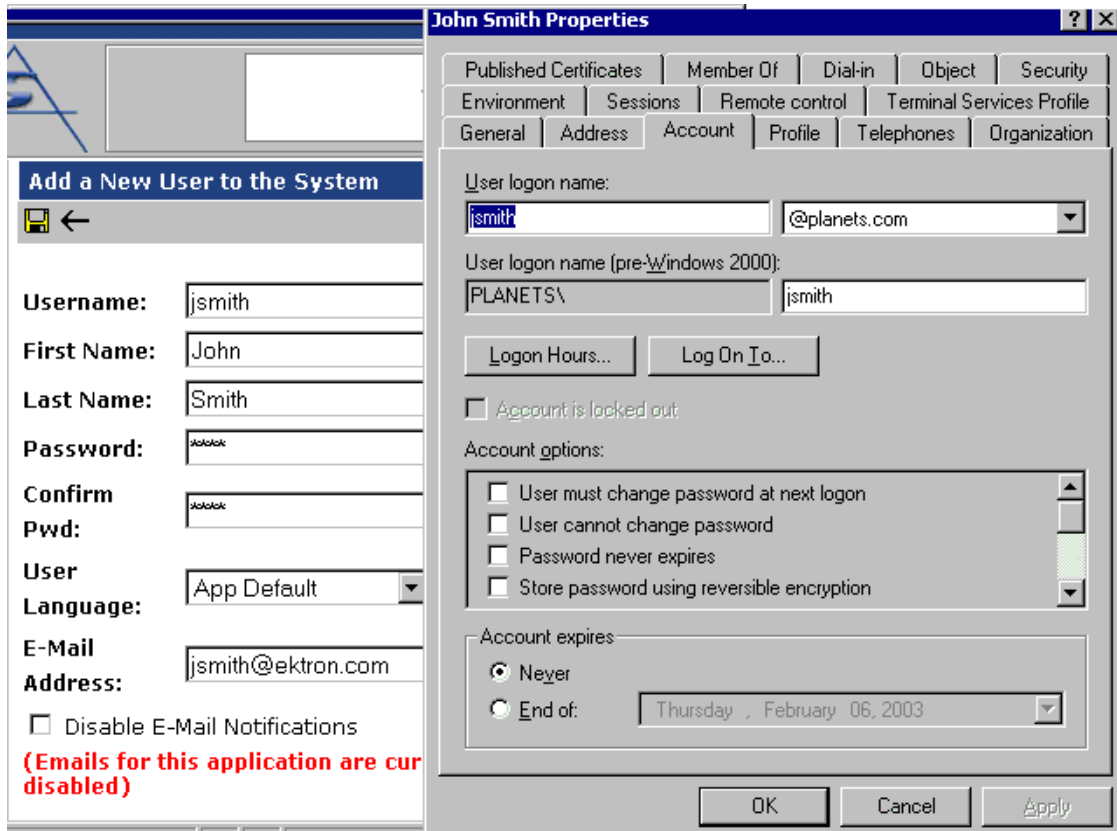 John Smith Properties
Add a New User to the System
Username:
jsmith
First Name:
John
Last Name:
Smith
Password:
****
Confirm
Pwd:
****
User
Language:
App Default
E-Mail
Address:
jsmith@ektron.com
Disable E-Mail Notifications
(Emails for this application are cur
disabled)
Published Certificates Member Of Dial-in Object Security
Environment Sessions Remote control Terminal Services Profile
General Address Account Profile Telephones Organization
User logon name:
jsmith @planets.com
User logon name (pre-Windows 2000):
PLANETS\ jsmith
Logon Hours... Log On To...
Account is locked out
Account options:
User must change password at next logon
User cannot change password
Password never expires
Store password using reversible encryption
Account expires
Never
End of: Thursday , February 06, 2003
OK Cancel Apply